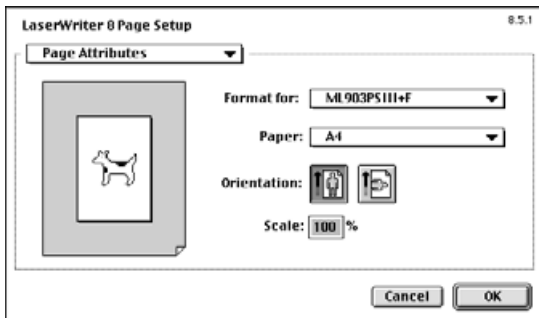 LaserWriter 8 Page Setup
8.5.1
Page Attributes
Format for: ML903PSIII+F
Paper: A4
Orientation:
Scale: 100 %
Cancel OK